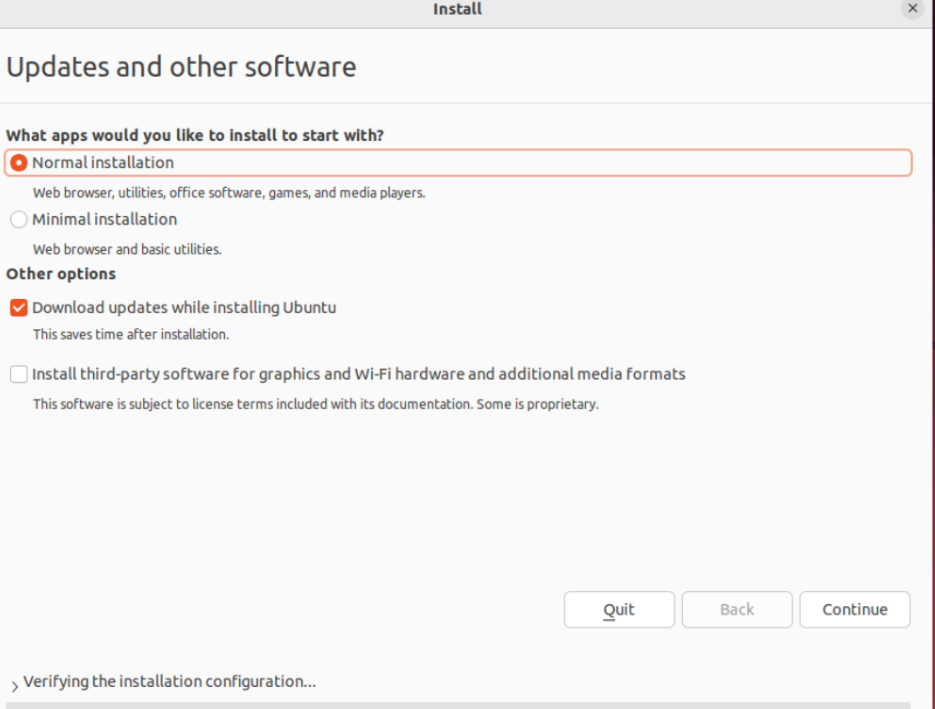 Install
Updates and other software
What apps would you like to install to start with?
Normal installation
Web browser, utilities, office software, games, and media players.
Minimal installation
Web browser and basic utilities.
Other options
Download updates while installing Ubuntu
This saves time after installation.
Install third-party software for graphics and Wi-Fi hardware and additional media formats
This software is subject to license terms included with its documentation. Some is proprietary.
Quit Back Continue
Verifying the installation configuration...